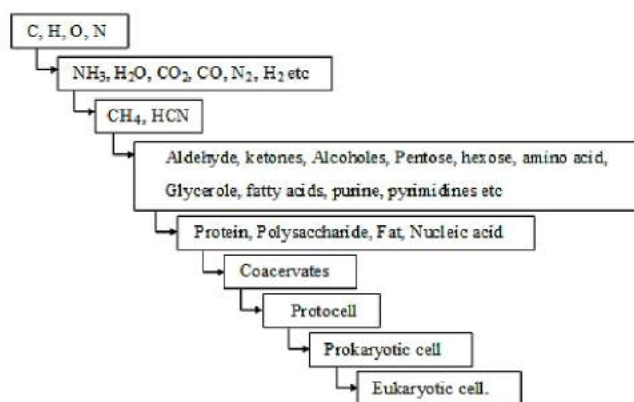 C, H, O, N
NH3, H2O, CO2, CO, N2, H2 etc
CH4, HCN
Aldehyde, ketones, Alcoholes, Pentose, hexose, amino acid,
Glycerole, fatty acids, purine, pyrimidines etc
Protein, Polysaccharide, Fat, Nucleic acid
Coacervates
Protocell
Prokaryotic cell
Eukaryotic cell.